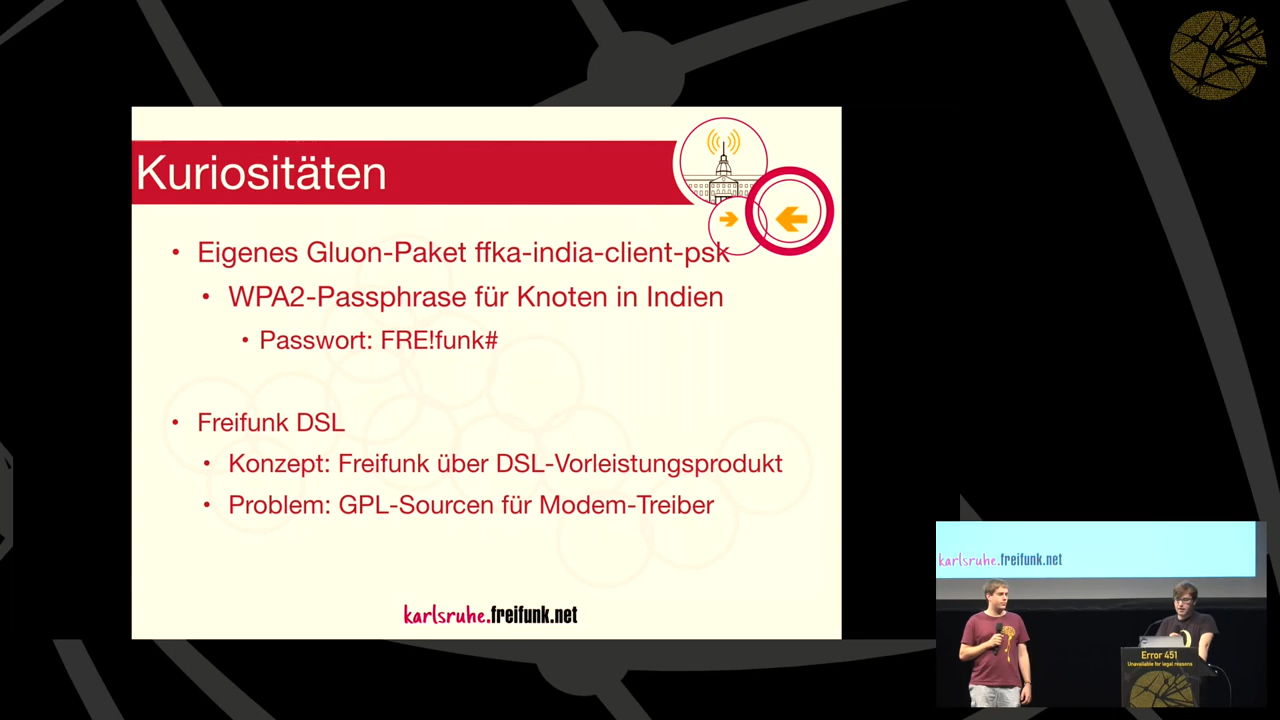 Kuriositäten
• Eigenes Gluon-Paket ffka-india-client-psk
• WPA2-Passphrase für Knoten in Indien
• Passwort: FRE!funk#
• Freifunk DSL
• Konzept: Freifunk über DSL-Vorleistungsprodukt
• Problem: GPL-Sourcen für Modem-Treiber
karlsruhe.freifunk.net
karlsruhe.freifunk.net
Error 451
Unavailable for legal reasons